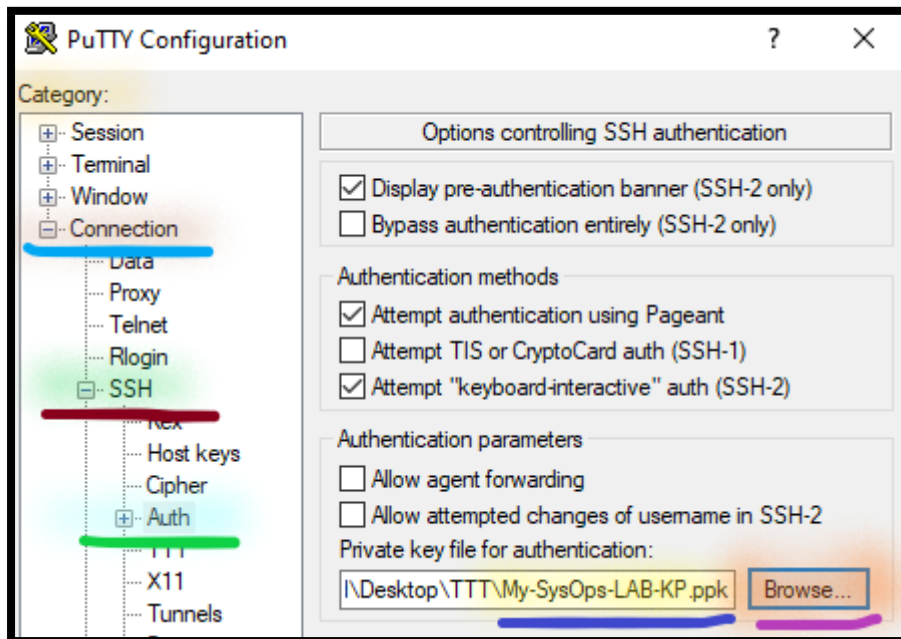 PuTTY Configuration
?
Category:
Session
Terminal
Window
Connection
Data
Proxy
Telnet
Rlogin
SSH
Kex
Host keys
Cipher
Auth
TTY
X11
Tunnels
Options controlling SSH authentication
Display pre-authentication banner (SSH-2 only)
Bypass authentication entirely (SSH-2 only)
Authentication methods
Attempt authentication using Pageant
Attempt TIS or CryptoCard auth (SSH-1)
Attempt "keyboard-interactive" auth (SSH-2)
Authentication parameters
Allow agent forwarding
Allow attempted changes of username in SSH-2
Private key file for authentication:
\Desktop\TTT\My-SysOps-LAB-KP.ppk
Browse...